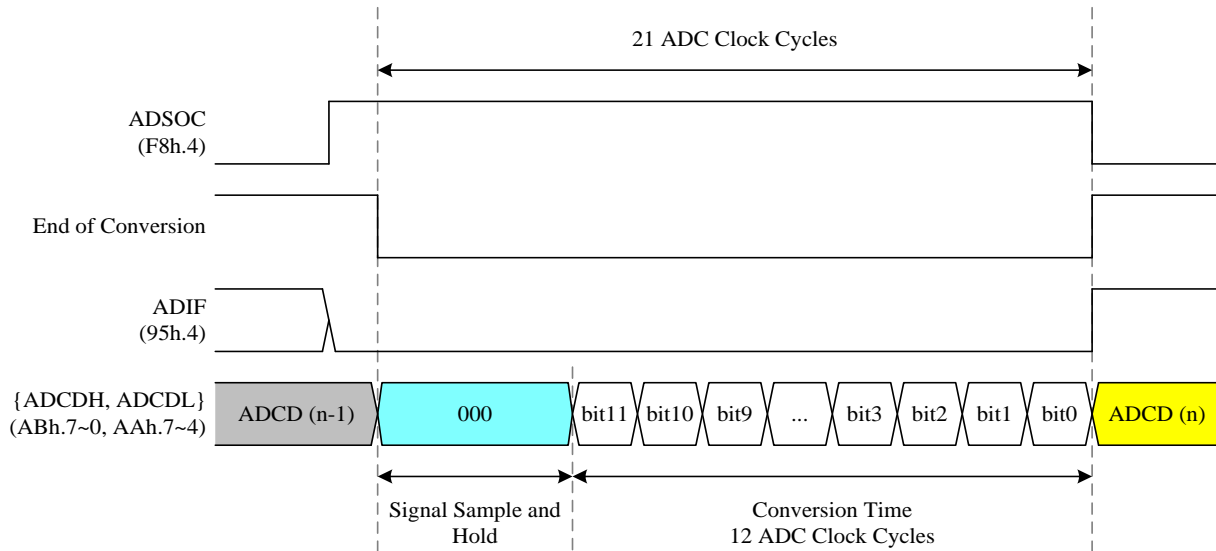 21 ADC Clock Cycles
ADSOC
(F8h.4)
End of Conversion
ADIF
(95h.4)
{ADCDH, ADCDL}
(ABh.7~0, AAh.7~4)
ADCD (n-1)
000
bit11
bit10
bit9
...
bit3
bit2
bit1
bit0
ADCD (n)
Signal Sample and
Hold
Conversion Time
12 ADC Clock Cycles